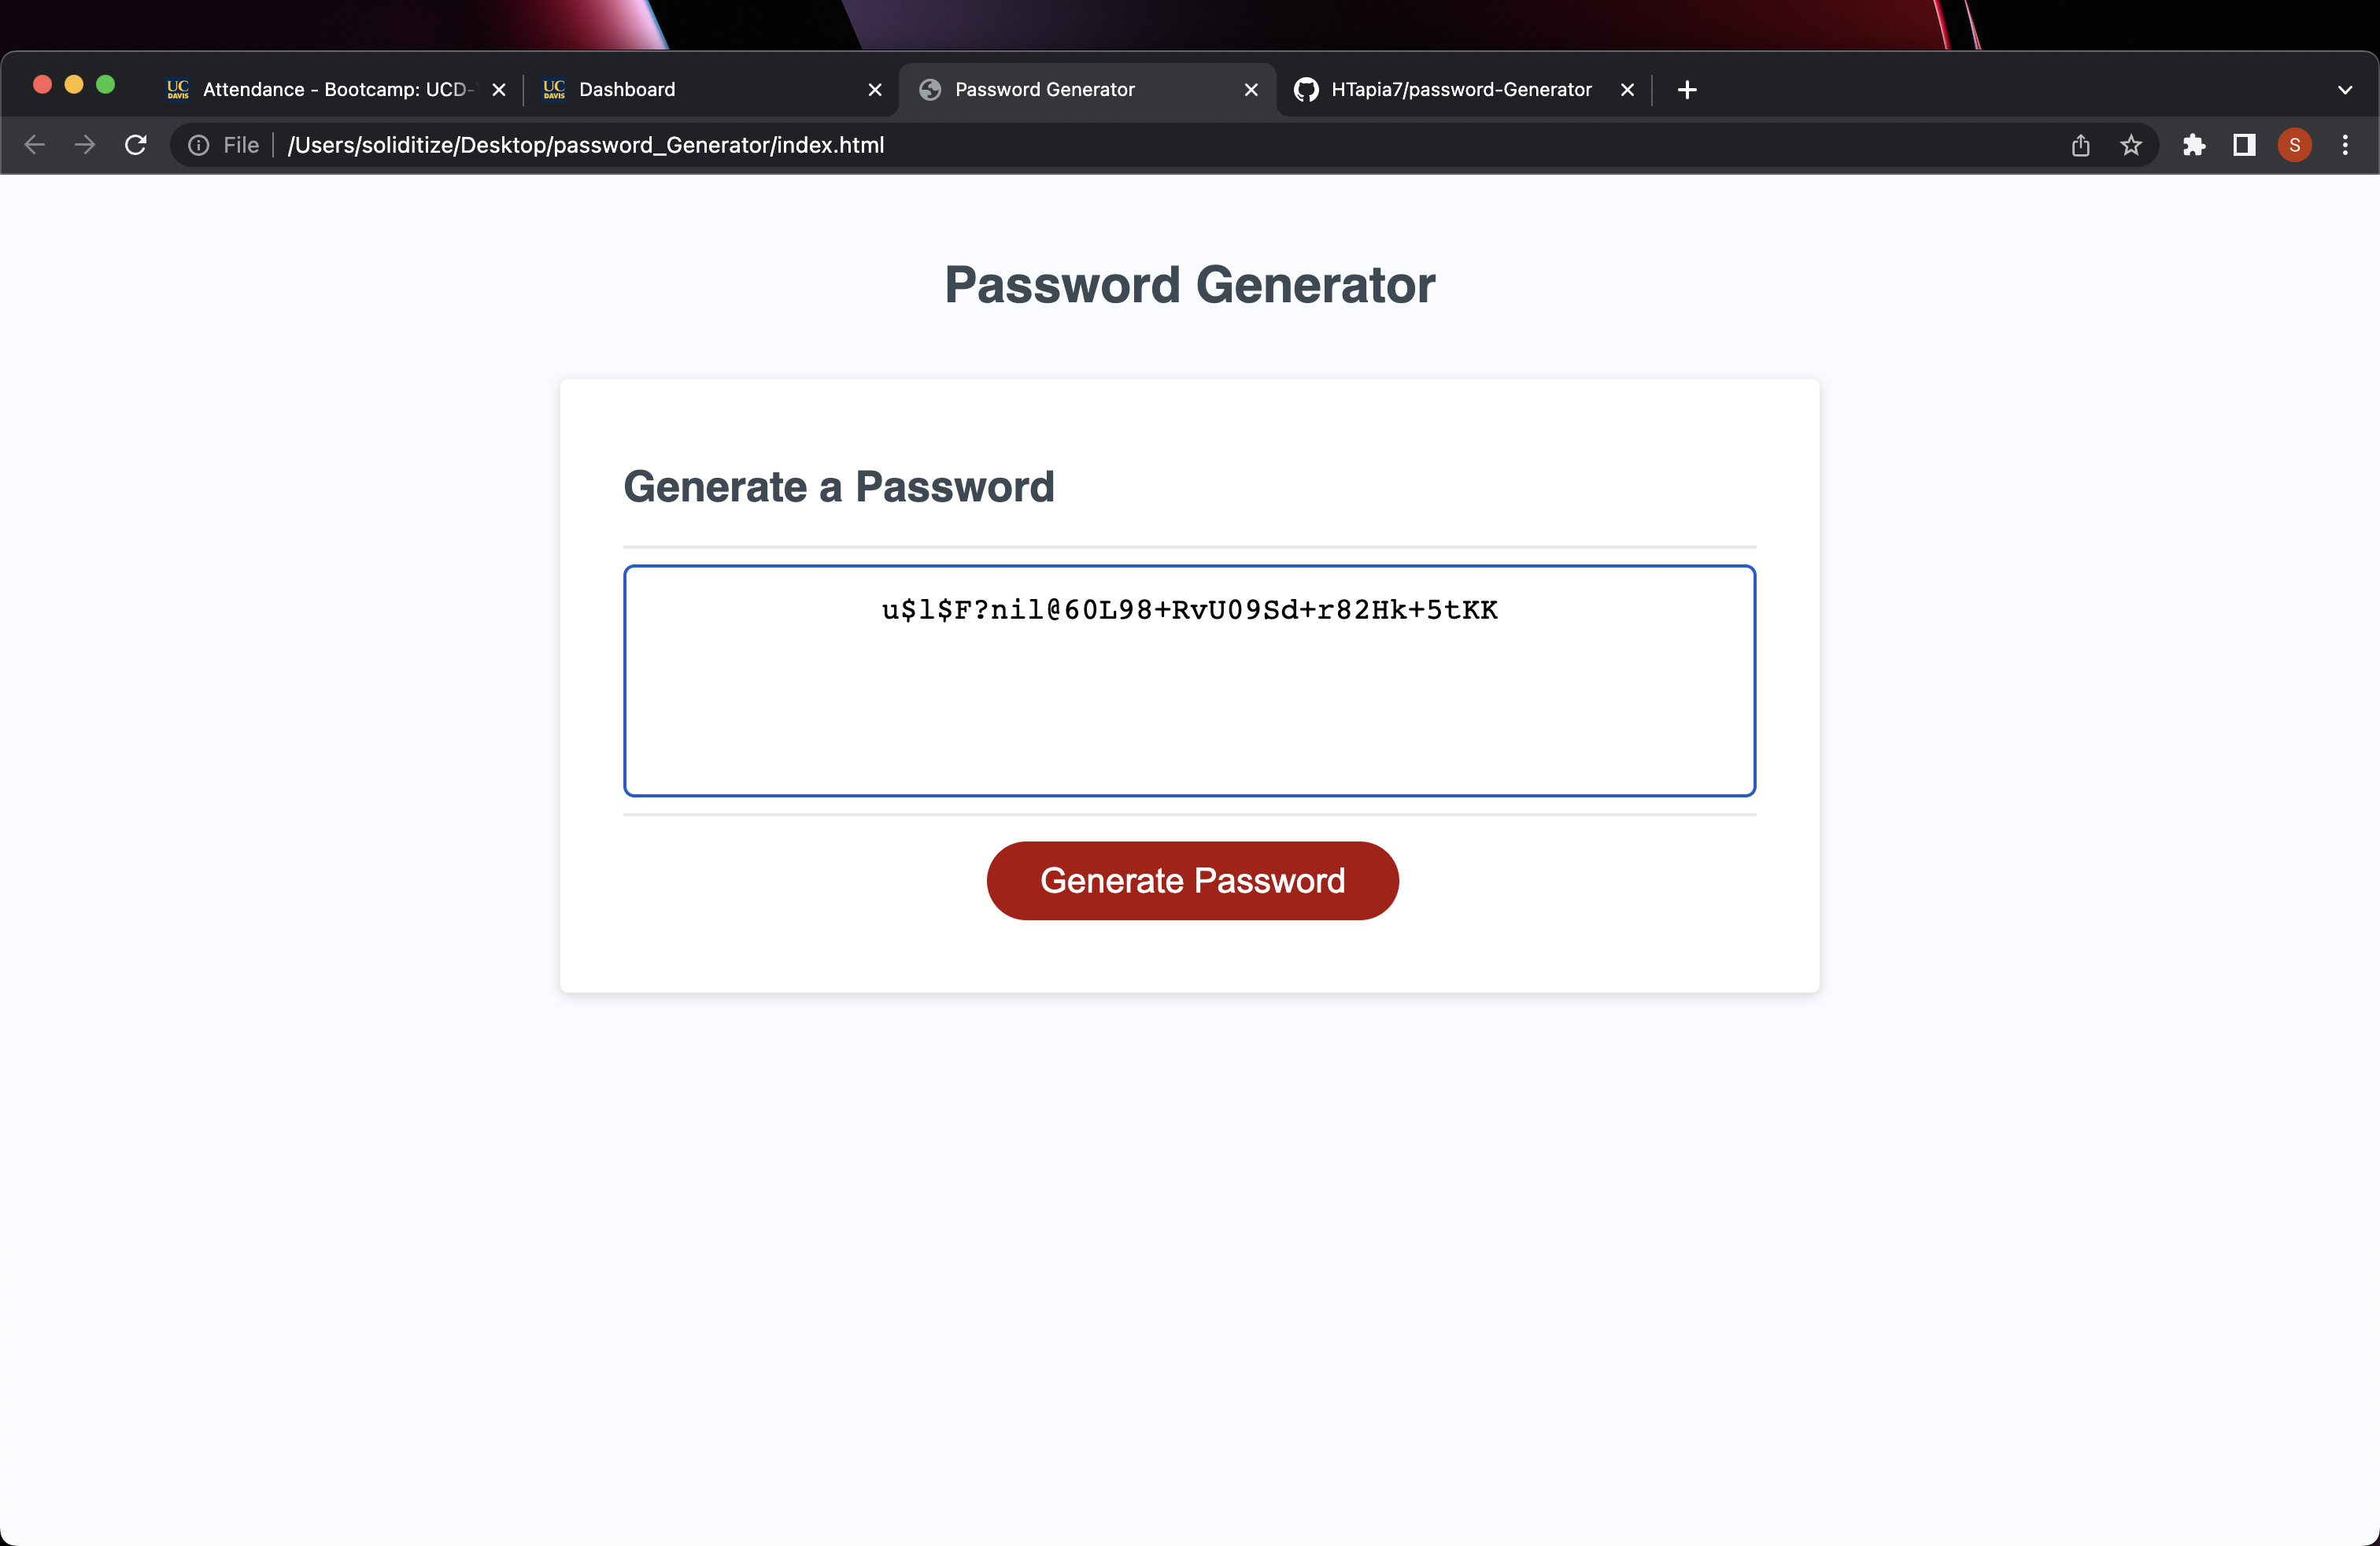 UC DAVIS Attendance - Bootcamp: UCD- UC DAVIS Dashboard Password Generator HTapia7/password-Generator
File /Users/soliditize/Desktop/password_Generator/index.html S
Password Generator
Generate a Password
u$l$F?nil@60L98+RvU09Sd+r82Hk+5tKK
Generate Password